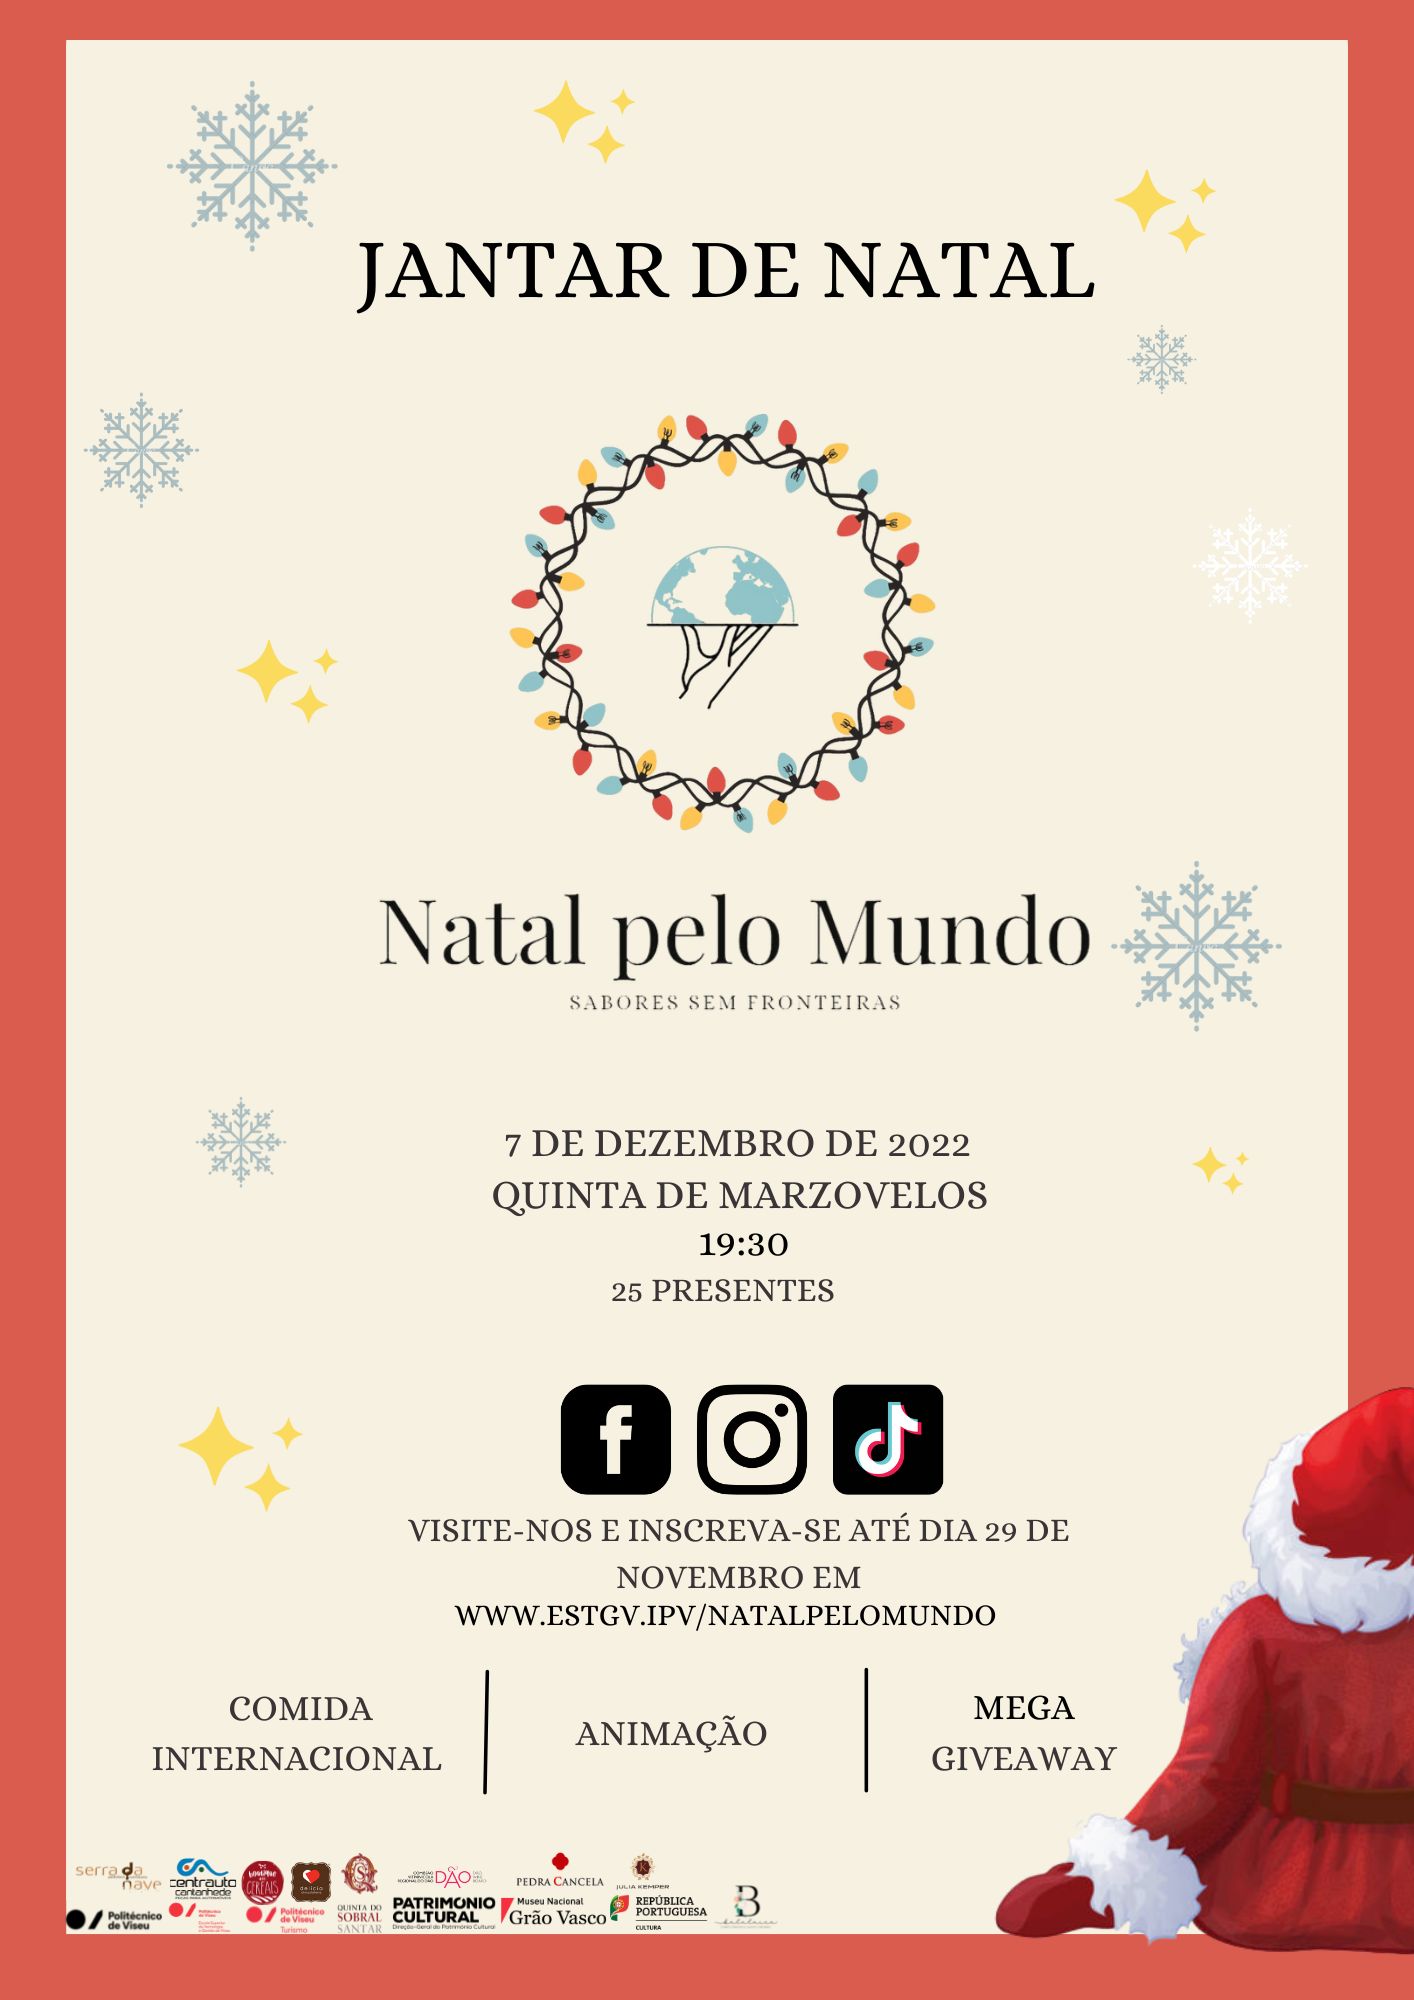 JANTAR DE NATAL
Natal pelo Mundo
SABORES SEM FRONTEIRAS
7 DE DEZEMBRO DE 2022
QUINTA DE MARZOVELOS
19:30
25 PRESENTES
VISITE-NOS E INSCREVA-SE ATÉ DIA 29 DE
NOVEMBRO EM
WWW.ESTGV.IPV/NATALPELOMUNDO
COMIDA
INTERNACIONAL
ANIMAÇÃO
MEGA
GIVEAWAY
serra da
nave
centrauto
cantanhede
CEREAIS
delícia
DÃO
PEDRA CANCELA
JULIA KEMPER
Politécnico
de Viseu
Politécnico
de Viseu
Politécnico
de Viseu
Turismo
QUINTA DO
SOBRAL
SANTAR
PATRIMONIO
CULTURAL
Direção-Geral do Património Cultural
Museu Nacional
Grão Vasco
REPÚBLICA
PORTUGUESA
CULTURA
B